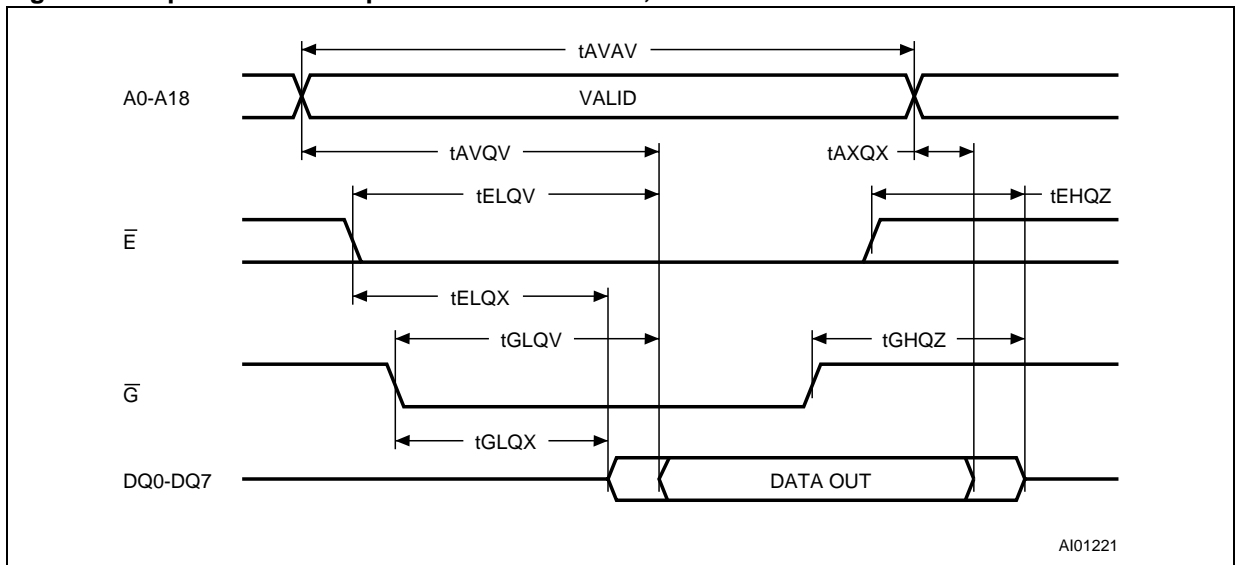 tAVAV
A0-A18
VALID
tAVQV
tAXQX
tELQV
tEHQZ
E̅
tELQX
tGLQV
tGHQZ
G̅
tGLQX
DQ0-DQ7
DATA OUT
AI01221